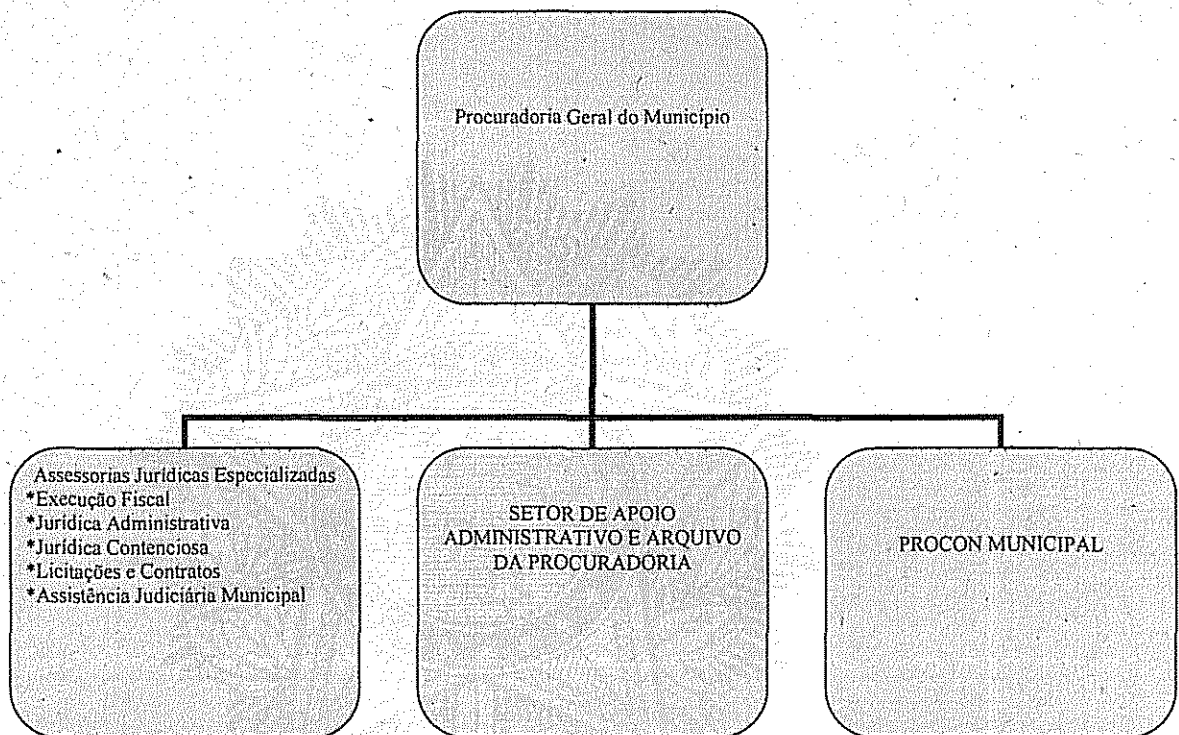 Procuradoria Geral do Município
Assessorias Jurídicas Especializadas
*Execução Fiscal
*Jurídica Administrativa
*Jurídica Contenciosa
*Licitações e Contratos
*Assistência Judiciária Municipal
SETOR DE APOIO
ADMINISTRATIVO E ARQUIVO
DA PROCURADORIA
PROCON MUNICIPAL